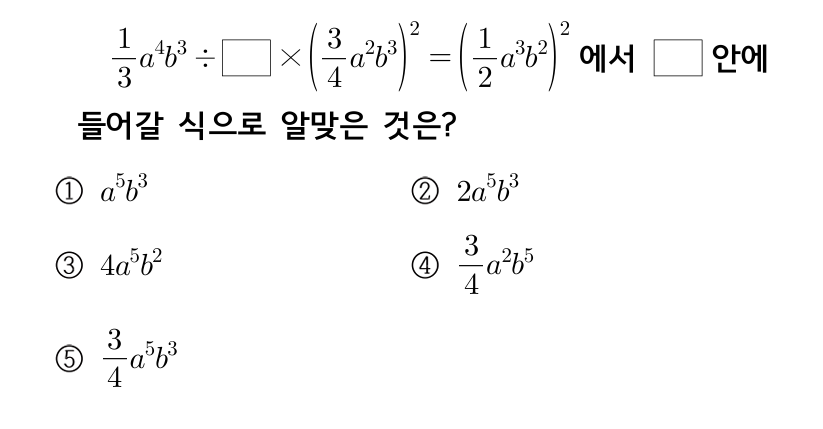 $\frac{1}{3}a^4b^3 \div \square \times \left(\frac{3}{4}a^2b^3\right)^2 = \left(\frac{1}{2}a^3b^2\right)^2$ 에서 $\square$ 안에
들어갈 식으로 알맞은 것은?
① $a^5b^3$ ② $2a^5b^3$
③ $4a^5b^2$ ④ $\frac{3}{4}a^2b^5$
⑤ $\frac{3}{4}a^5b^3$